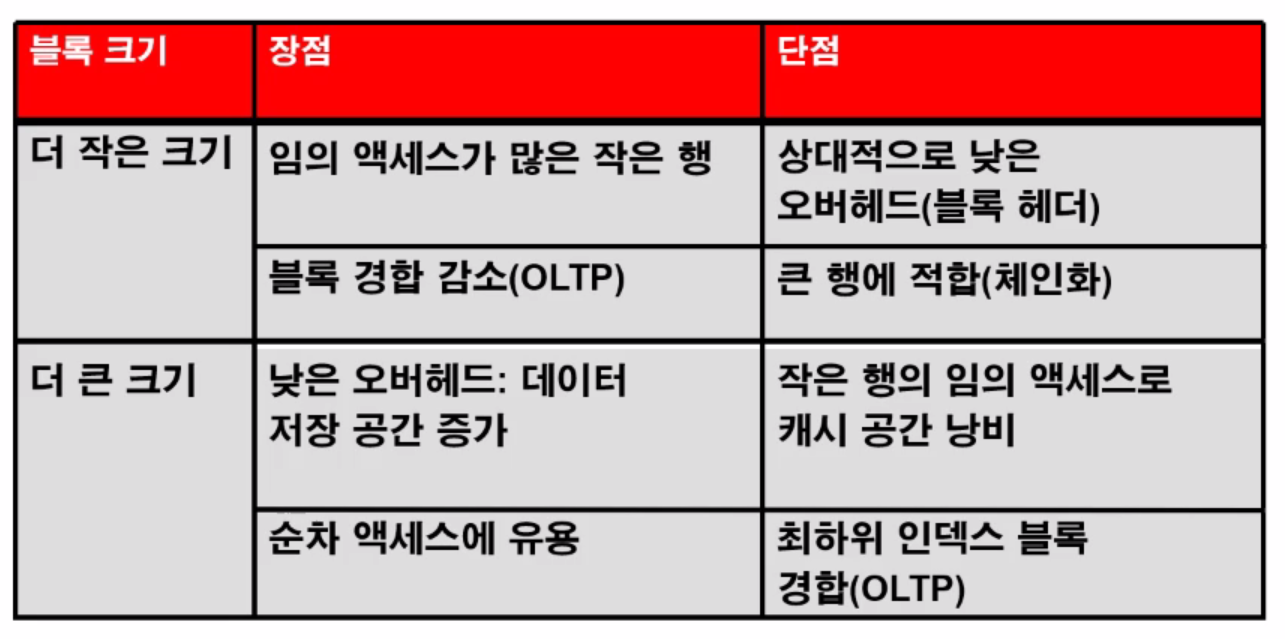 블록 크기
장점
단점
더 작은 크기
임의 액세스가 많은 작은 행
상대적으로 낮은
오버헤드(블록 헤더)
블록 경합 감소(OLTP)
큰 행에 적합(체인화)
더 큰 크기
낮은 오버헤드: 데이터
저장 공간 증가
작은 행의 임의 액세스로
캐시 공간 낭비
순차 액세스에 유용
최하위 인덱스 블록
경합(OLTP)